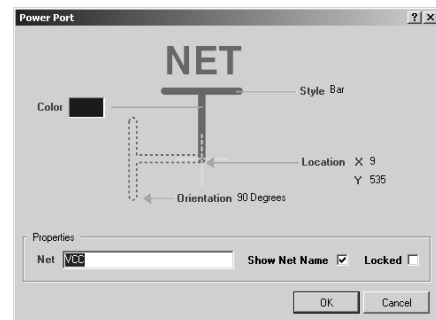 Power Port
NET
Style Bar
Color
Location X 9
Y 535
Orientation 90 Degrees
Properties
Net VCC Show Net Name Locked
OK Cancel